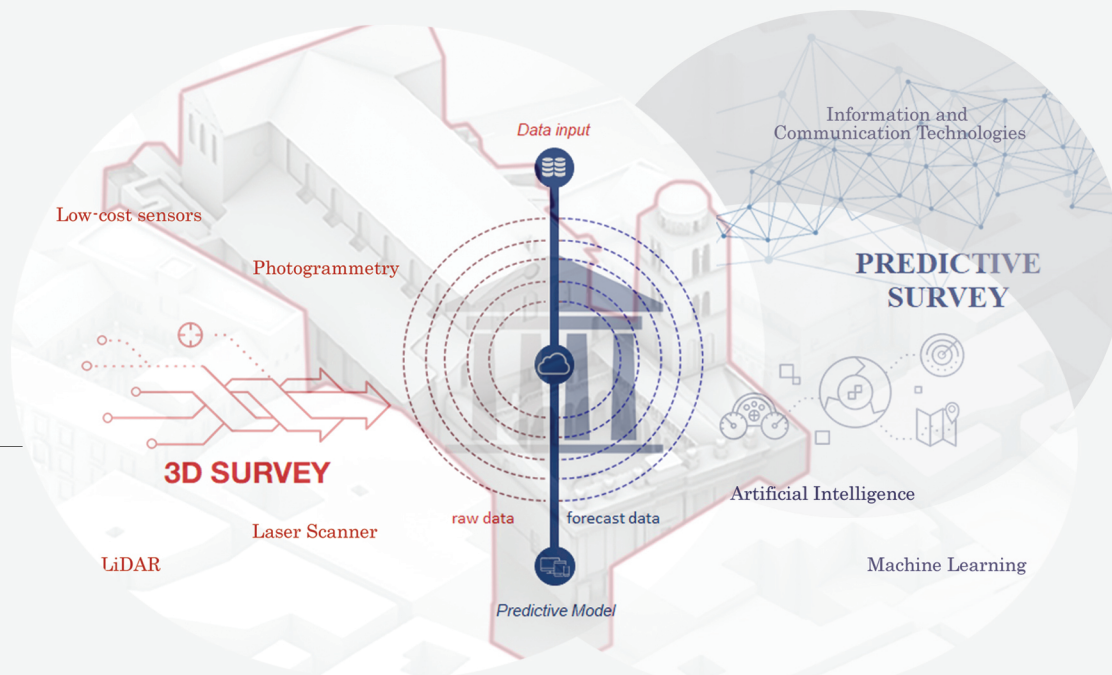 Data input
Information and
Communication Technologies
Low-cost sensors
Photogrammetry
PREDICTIVE
SURVEY
3D SURVEY
Artificial Intelligence
raw data
forecast data
Laser Scanner
LiDAR
Machine Learning
Predictive Model